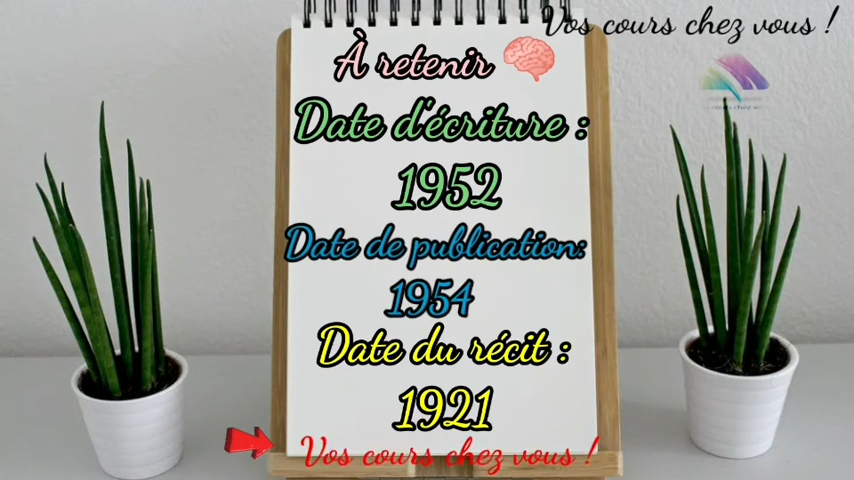 Vos cours chez vous !
À retenir
Date d'écriture :
1952
Date de publication:
1954
Date du récit :
1921
Vos cours chez vous !